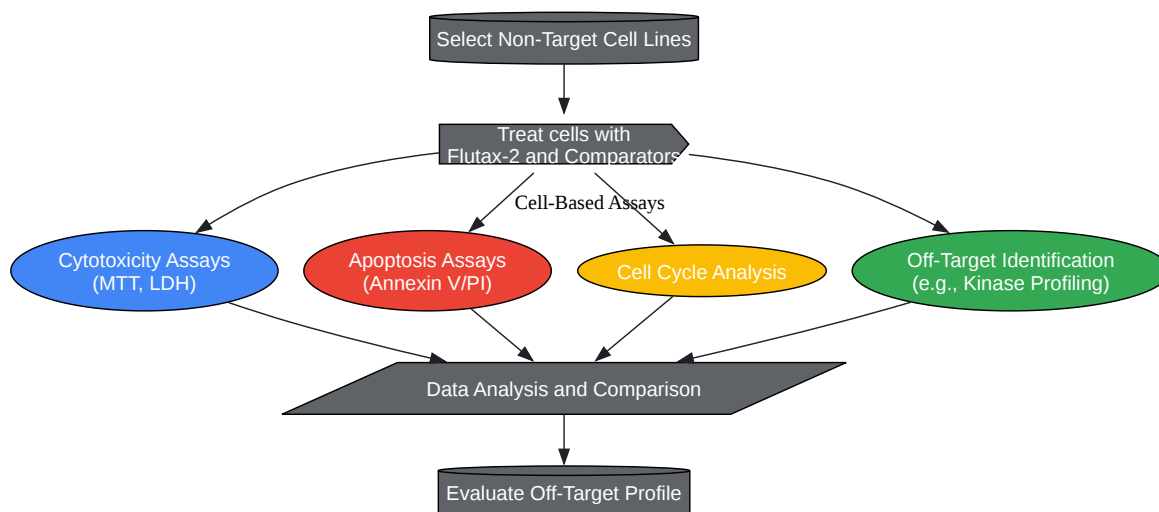 Select Non-Target Cell Lines
Treat cells with
Flutax-2 and Comparators
Cell-Based Assays
Cytotoxicity Assays
(MTT, LDH)
Apoptosis Assays
(Annexin V/PI)
Cell Cycle Analysis
Off-Target Identification
(e.g., Kinase Profiling)
Data Analysis and Comparison
Evaluate Off-Target Profile